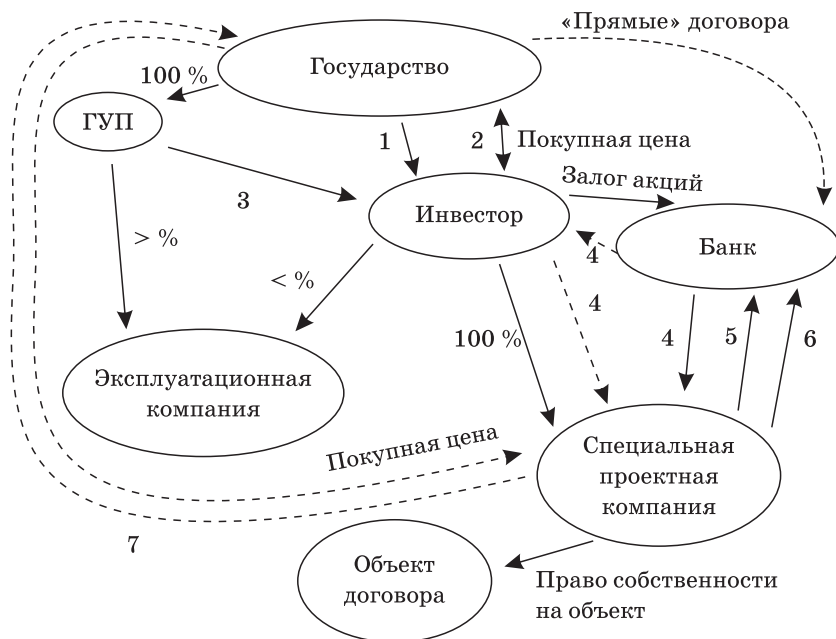 «Прямые» договора
Государство
100 %
ГУП
1
2
Покупная цена
Залог акций
3
Инвестор
Банк
4
> %
< %
4
100 %
4
5
6
Эксплуатационная
компания
Покупная цена
Специальная
проектная
компания
7
Объект
договора
Право собственности
на объект